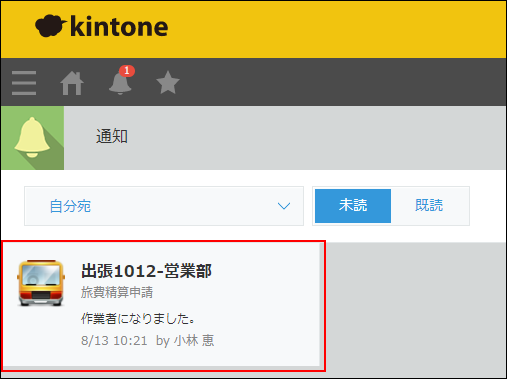 kintone
1
通知
自分宛
未読
既読
出張1012-営業部
旅費精算申請
作業者になりました。
8/13 10:21 by 小林 恵